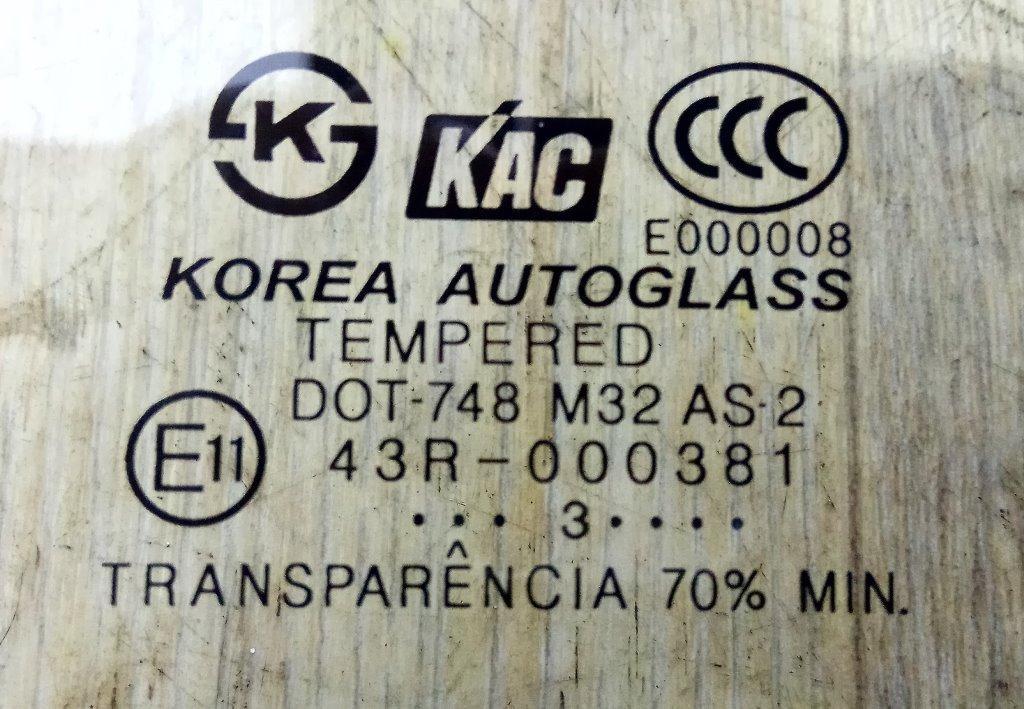 K
KAC
CCC
E000008
KOREA AUTOGLASS
TEMPERED
DOT-748 M32 AS-2
E11
43R-000381
... 3....
TRANSPARÊNCIA 70% MIN.